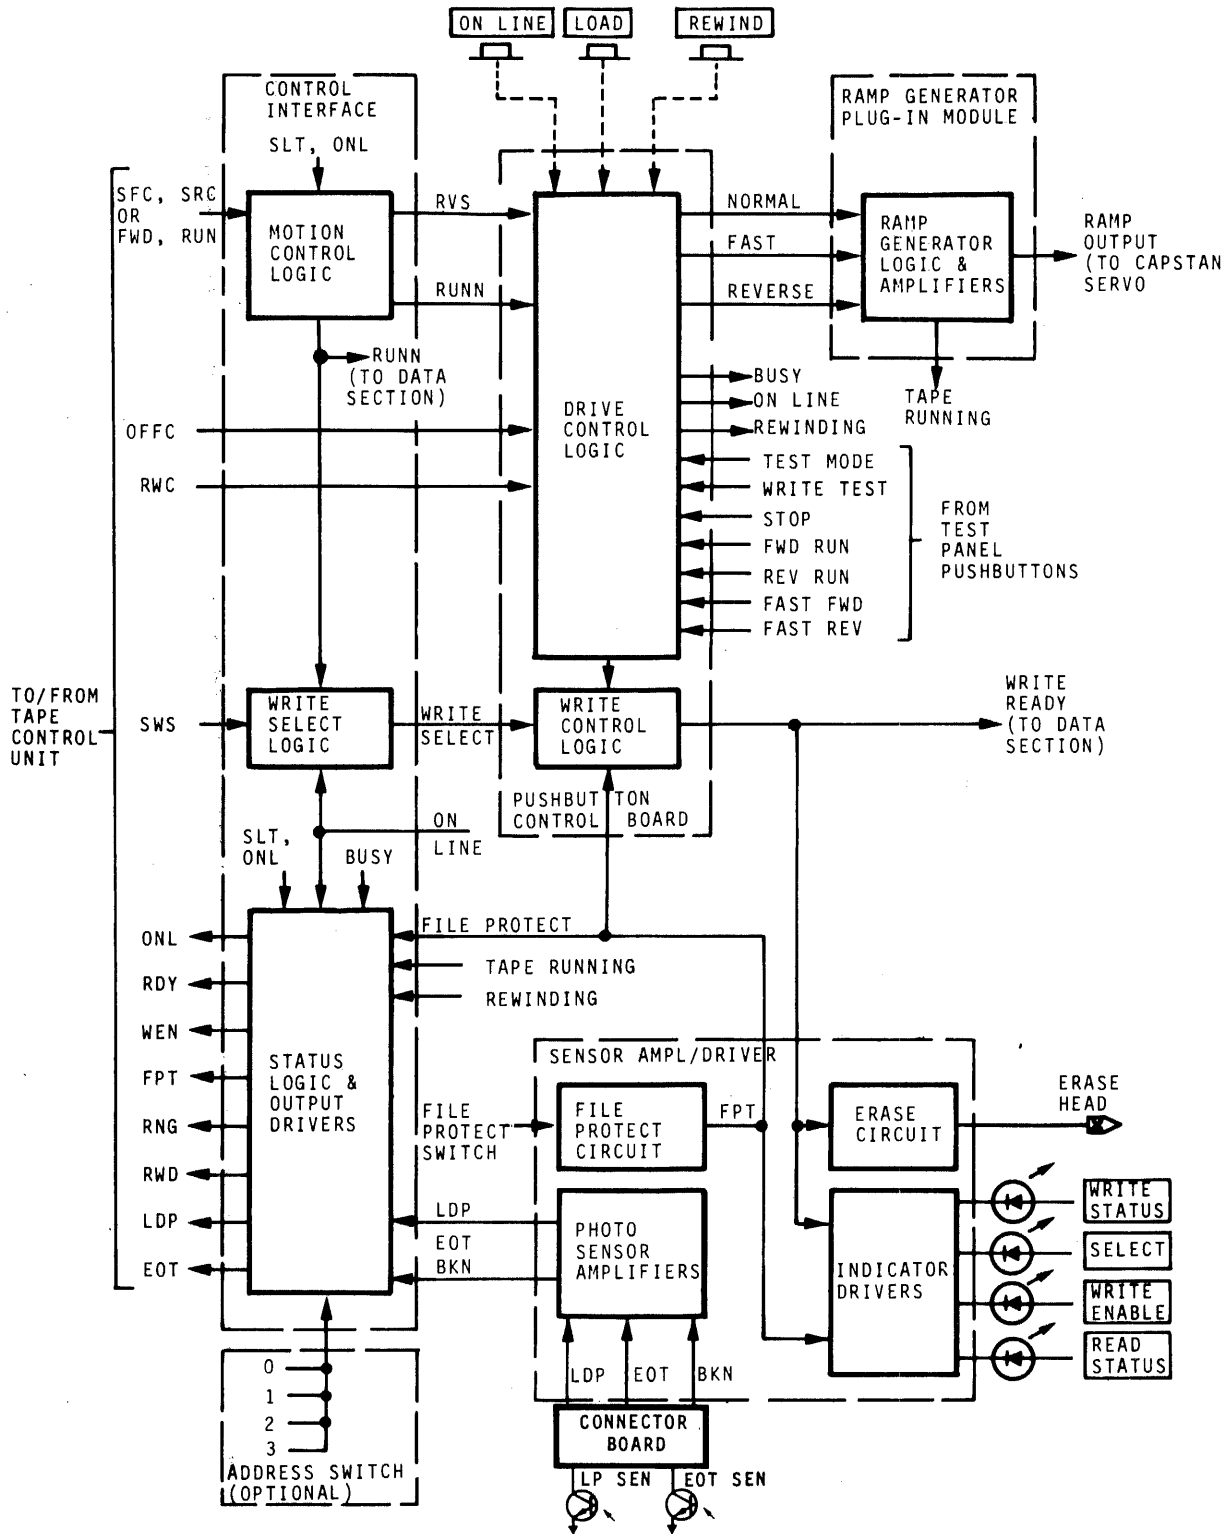 ON LINE
LOAD
REWIND
CONTROL
INTERFACE
SLT, ONL
RAMP GENERATOR
PLUG-IN MODULE
SFC, SRC
OR
FWD, RUN
MOTION
CONTROL
LOGIC
RVS
RUNN
NORMAL
FAST
REVERSE
RAMP
GENERATOR
LOGIC &
AMPLIFIERS
RAMP
OUTPUT
(TO CAPSTAN
SERVO
RUNN
(TO DATA
SECTION)
TAPE
RUNNING
OFFC
RWC
DRIVE
CONTROL
LOGIC
BUSY
ON LINE
REWINDING
TEST MODE
WRITE TEST
STOP
FWD RUN
REV RUN
FAST FWD
FAST REV
FROM
TEST
PANEL
PUSHBUTTONS
TO/FROM
TAPE
CONTROL
UNIT
SWS
WRITE
SELECT
LOGIC
WRITE
SELECT
WRITE
CONTROL
LOGIC
WRITE
READY
(TO DATA
SECTION)
PUSHBUTTON
CONTROL BOARD
ON
LINE
SLT,
ONL
BUSY
FILE PROTECT
TAPE RUNNING
REWINDING
ONL
RDY
WEN
FPT
RNG
RWD
LDP
EOT
STATUS
LOGIC &
OUTPUT
DRIVERS
SENSOR AMPL/DRIVER
FILE
PROTECT
SWITCH
FILE
PROTECT
CIRCUIT
FPT
ERASE
CIRCUIT
ERASE
HEAD
LDP
EOT
BKN
PHOTO
SENSOR
AMPLIFIERS
INDICATOR
DRIVERS
WRITE
STATUS
SELECT
WRITE
ENABLE
READ
STATUS
LDP
EOT
BKN
CONNECTOR
BOARD
LP SEN
EOT SEN
0
1
2
3
ADDRESS SWITCH
(OPTIONAL)